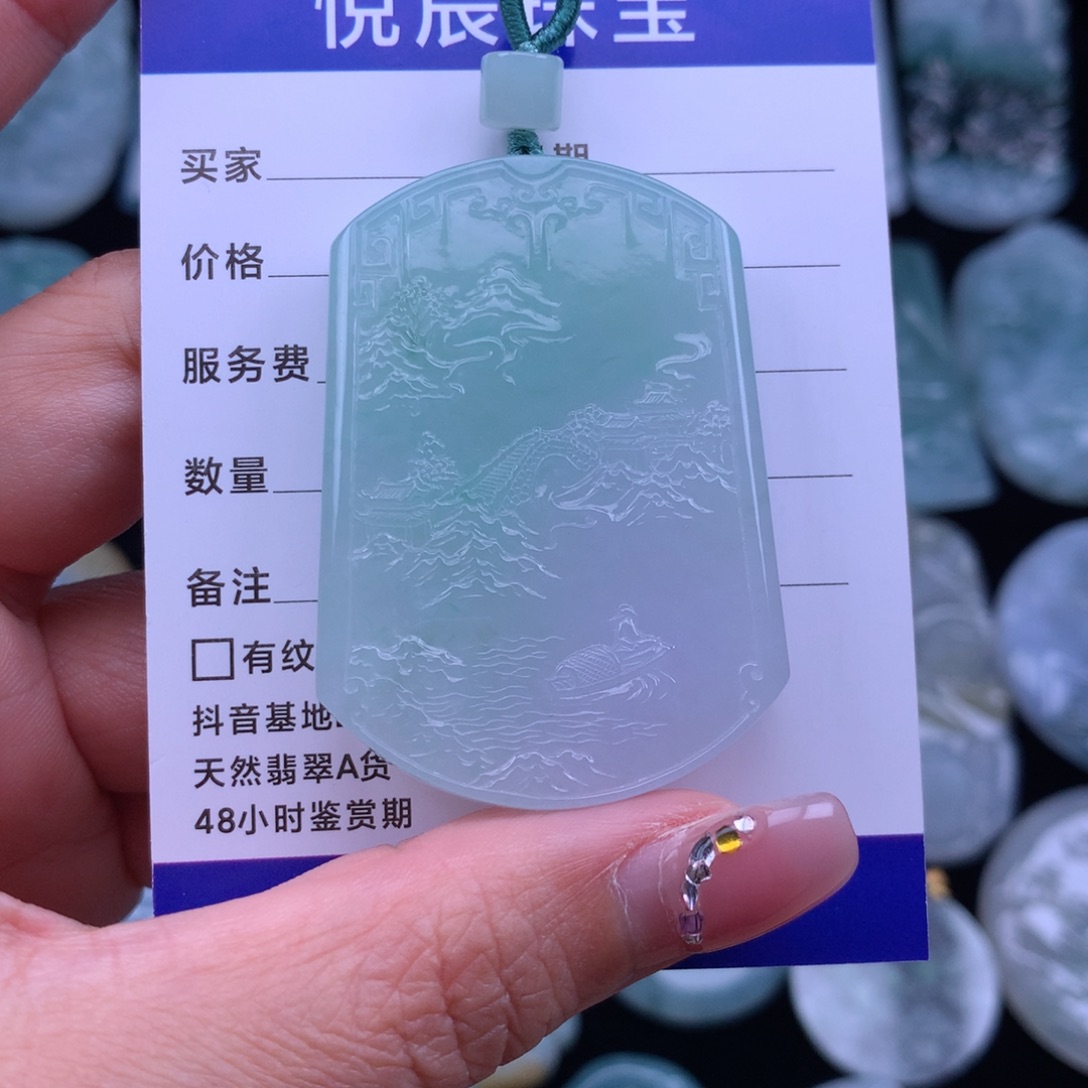 悦辰珠宝
买家 期
价格
服务费
数量
备注
有纹
抖音基地
天然翡翠A货
48小时鉴赏期